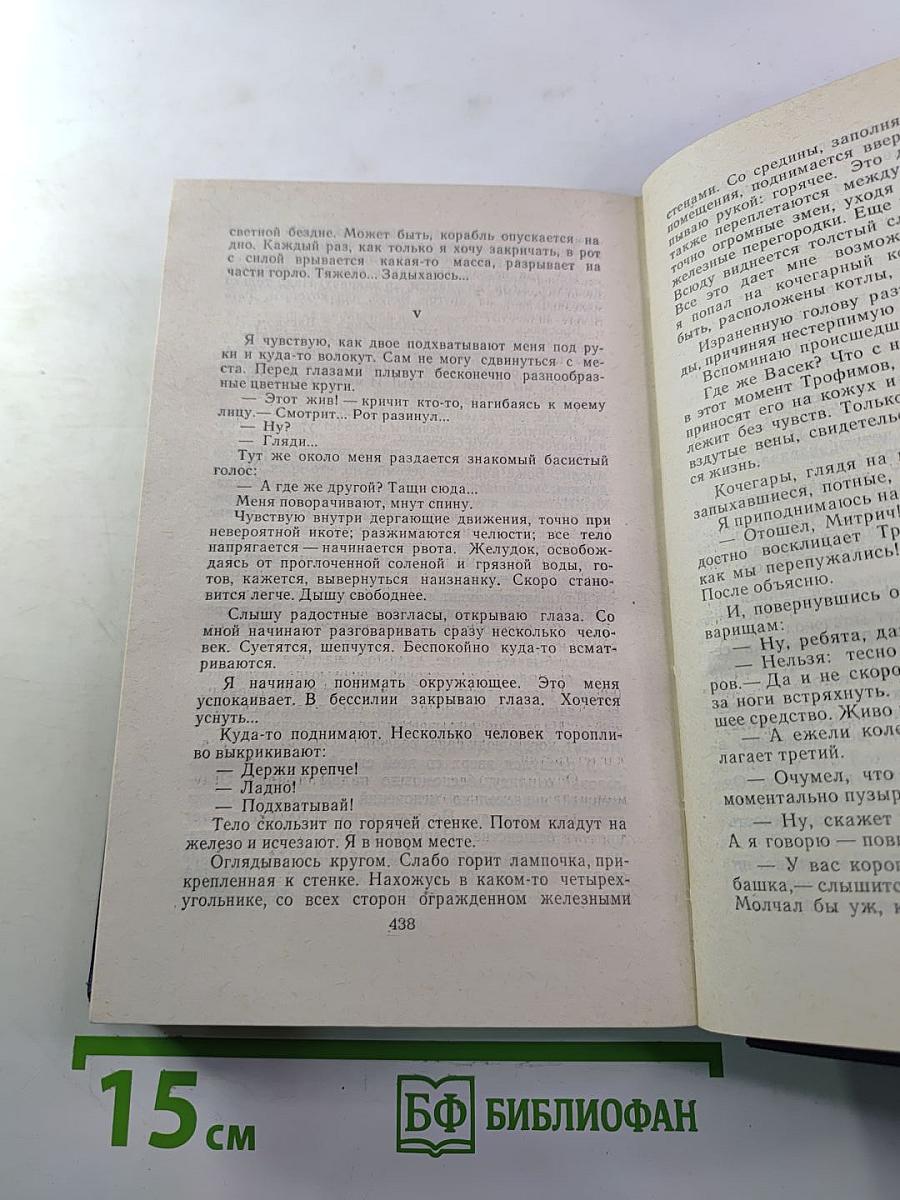 светной бездне. Может быть, корабль опускается на
дно. Каждый раз, как только я хочу закричать, в рот
с силой врывается какая-то масса, разрывает на
части горло. Тяжело... Задыхаюсь...
V
Я чувствую, как двое подхватывают меня под ру-
ки и куда-то волокут. Сам не могу сдвинуться с ме-
ста. Перед глазами плывут бесконечно разнообраз-
ные цветные круги.
— Этот жив! — кричит кто-то, нагибаясь к моему
лицу.— Смотрит... Рот разинул...
— Ну?
— Гляди...
Тут же около меня раздается знакомый басистый
голос:
— А где же другой? Тащи сюда...
Меня поворачивают, мнут спину.
Чувствую внутри дергающие движения, точно при
невероятной икоте; разжимаются челюсти; все тело
напрягается — начинается рвота. Желудок, освобож-
даясь от проглоченной соленой и грязной воды, го-
тов, кажется, вывернуться наизнанку. Скоро стано-
вится легче. Дышу свободнее.
Слышу радостные возгласы, открываю глаза. Со
мной начинают разговаривать сразу несколько чело-
век. Суетятся, шепчутся. Беспокойно куда-то всмат-
риваются.
Я начинаю понимать окружающее. Это меня
успокаивает. В бессилии закрываю глаза. Хочется
уснуть...
Куда-то поднимают. Несколько человек торопли-
во выкрикивают:
— Держи крепче!
— Ладно!
— Подхватывай!
Тело скользит по горячей стенке. Потом кладут на
железо и исчезают. Я в новом месте.
Оглядываюсь кругом. Слабо горит лампочка, при-
крепленная к стенке. Нахожусь в каком-то четырех-
угольнике, со всех сторон огражденном железными
438
стенами. Со средины, заполня
помещения, поднимается ввер
пываю рукой: горячее. Это д
также переплетаются между
точно огромные змеи, уходя
железные перегородки. Еще
Всюду виднеется толстый сл
Все это дает мне возмож
я попал на кочегарный ко
быть, расположены котлы,
Израненную голову раз
ды, причиняя нестерпимую
Вспоминаю происшедш
Где же Васек? Что с н
в этот момент Трофимов,
приносят его на кожух и
лежит без чувств. Только
вздутые вены, свидетельс
ся жизнь.
Кочегары, глядя на
запыхавшиеся, потные,
Я приподнимаюсь на
— Отошел, Митрич!
достно восклицает Тр
как мы перепужались!
После объясню.
И, повернувшись о
варищам:
— Ну, ребята, да
— Нельзя: тесно
ров.— Да и не скоро
за ноги встряхнуть.
шее средство. Живо
— А ежели коле
лагает третий.
— Очумел, что
моментально пузыр
— Ну, скажет
А я говорю — пов
— У вас коро
башка,— слышитс
Молчал бы уж, к
15 см
БФ БИБЛИОФАН